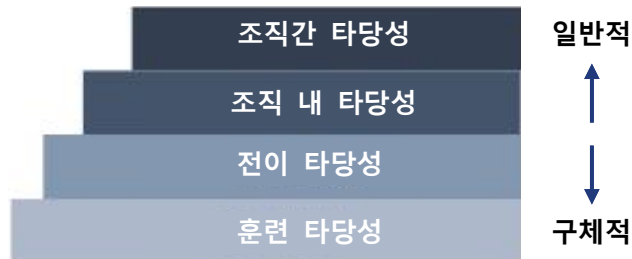 조직간 타당성
일반적
조직 내 타당성
전이 타당성
훈련 타당성
구체적